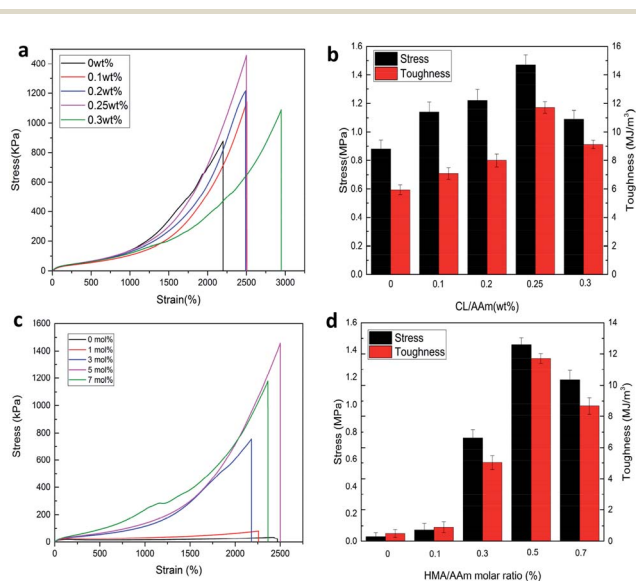 a
0wt%
0.1wt%
0.2wt%
0.25wt%
0.3wt%
Stress(KPa)
400
200
000
800
600
400
200
0
0 500 1000 1500 2000 2500 3000
Strain(%)
b
Stress
Toughness
Stress(MPa)
1.6
1.4
1.2
1.0
0.8
0.6
0.4
0.2
0.0
16
14
12
10
8
6
4
2
0
Toughness (MJ/m³)
0 0.1 0.2 0.25 0.3
CL/AAm(wt%)
c
0 mol%
1 mol%
3 mol%
5 mol%
7 mol%
Stress (kPa)
1600
1400
1200
1000
800
600
400
200
0
0 500 1000 1500 2000 2500
Strain (%)
d
Stress
Toughness
Stress (MPa)
1.6
1.4
1.2
1.0
0.8
0.6
0.4
0.2
0.0
14
12
10
8
6
4
2
0
Toughness (MJ/m³)
0 0.1 0.3 0.5 0.7
HMA/AAm molar ratio (%)